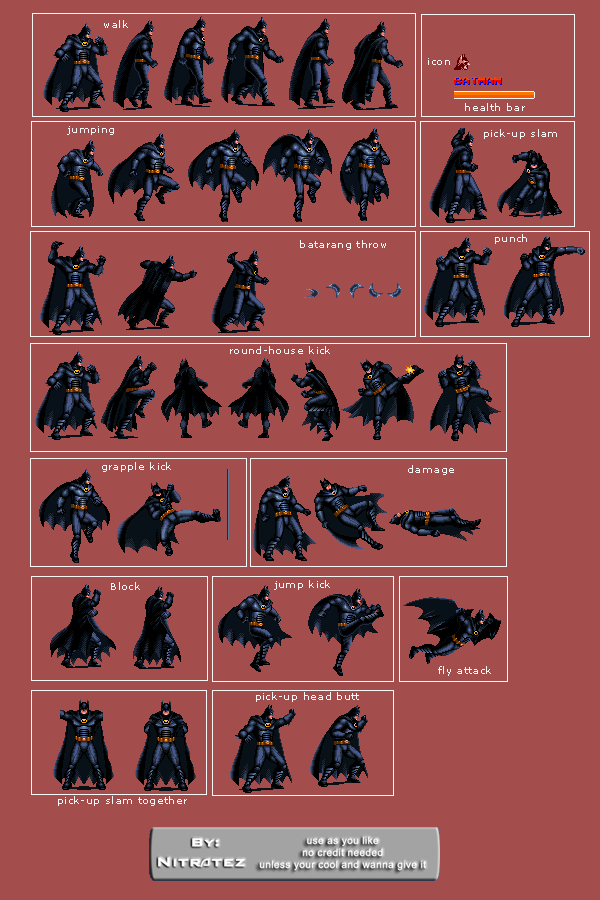 walk
icon
BATMAN
health bar
jumping
pick-up slam
batarang throw
punch
round-house kick
grapple kick
damage
Block
jump kick
fly attack
pick-up head butt
pick-up slam together
By:
Nitrotez
use as you like
no credit needed
unless your cool and wanna give it